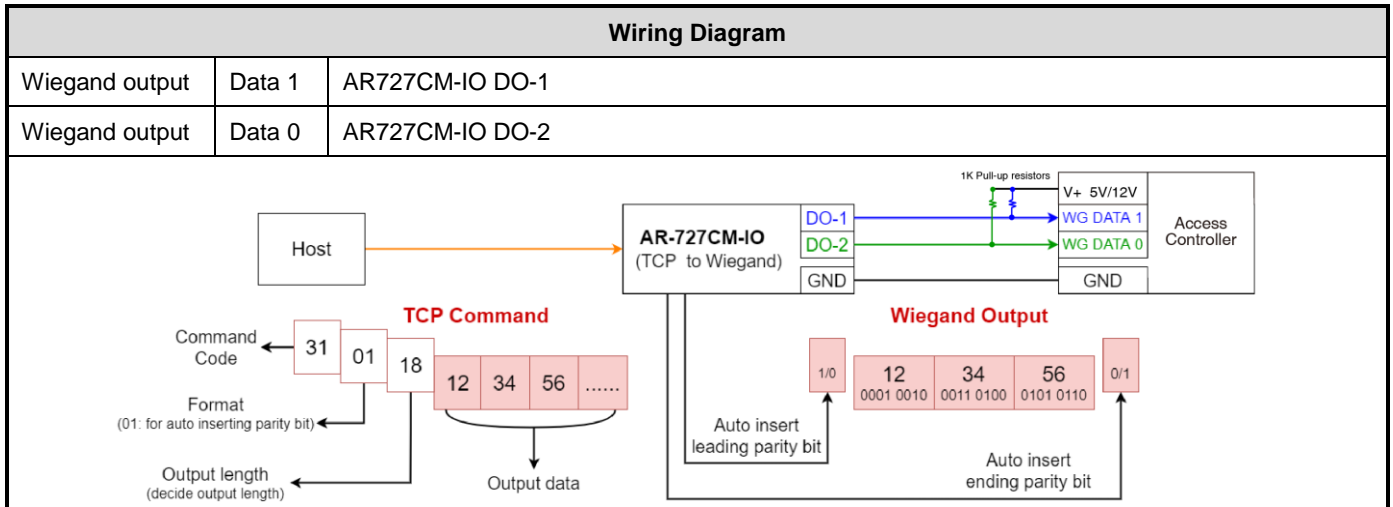 Wiring Diagram
Wiegand output Data 1 AR727CM-IO DO-1
Wiegand output Data 0 AR727CM-IO DO-2
1K Pull-up resistors
V+ 5V/12V
Host
AR-727CM-IO
(TCP to Wiegand)
DO-1
DO-2
GND
WG DATA 1
WG DATA 0
GND
Access
Controller
TCP Command
Wiegand Output
Command
Code
31
01
18
12
34
56
......
Format
(01: for auto inserting parity bit)
Output length
(decide output length)
Output data
1/0
12
0001 0010
34
0011 0100
56
0101 0110
0/1
Auto insert
leading parity bit
Auto insert
ending parity bit